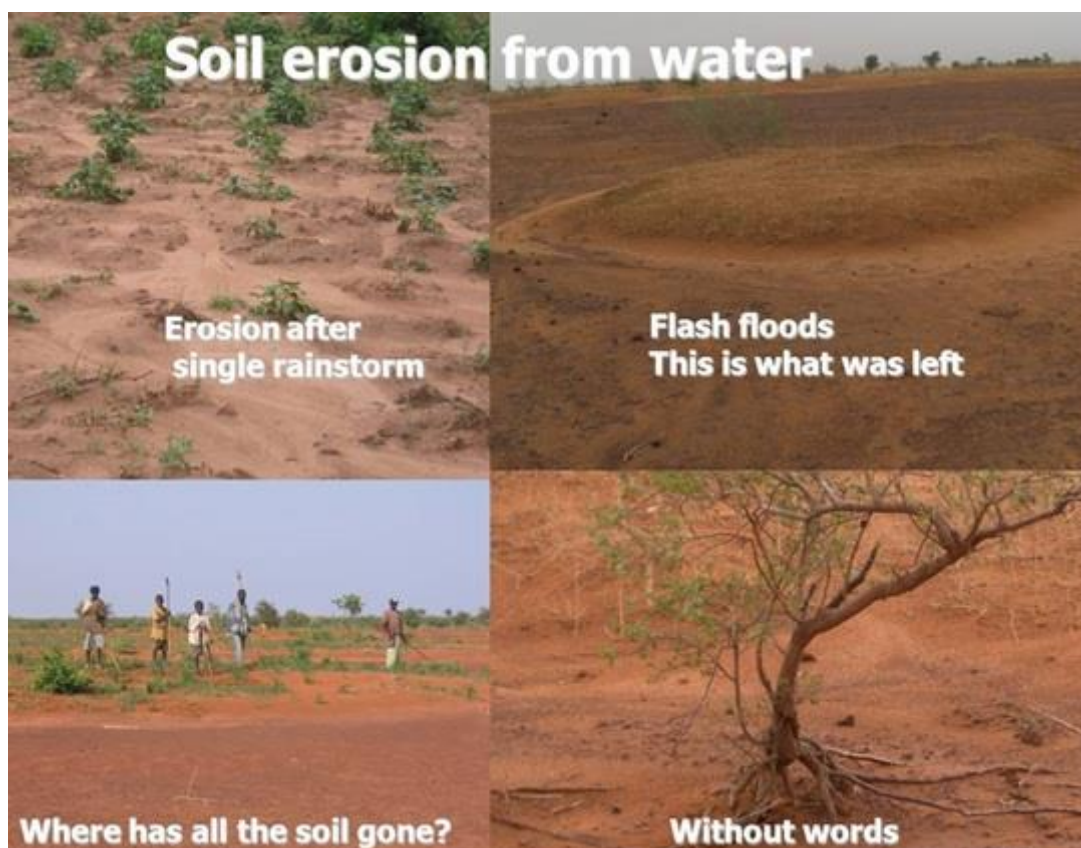 Soil erosion from water
Erosion after
single rainstorm
Flash floods
This is what was left
Where has all the soil gone?
Without words